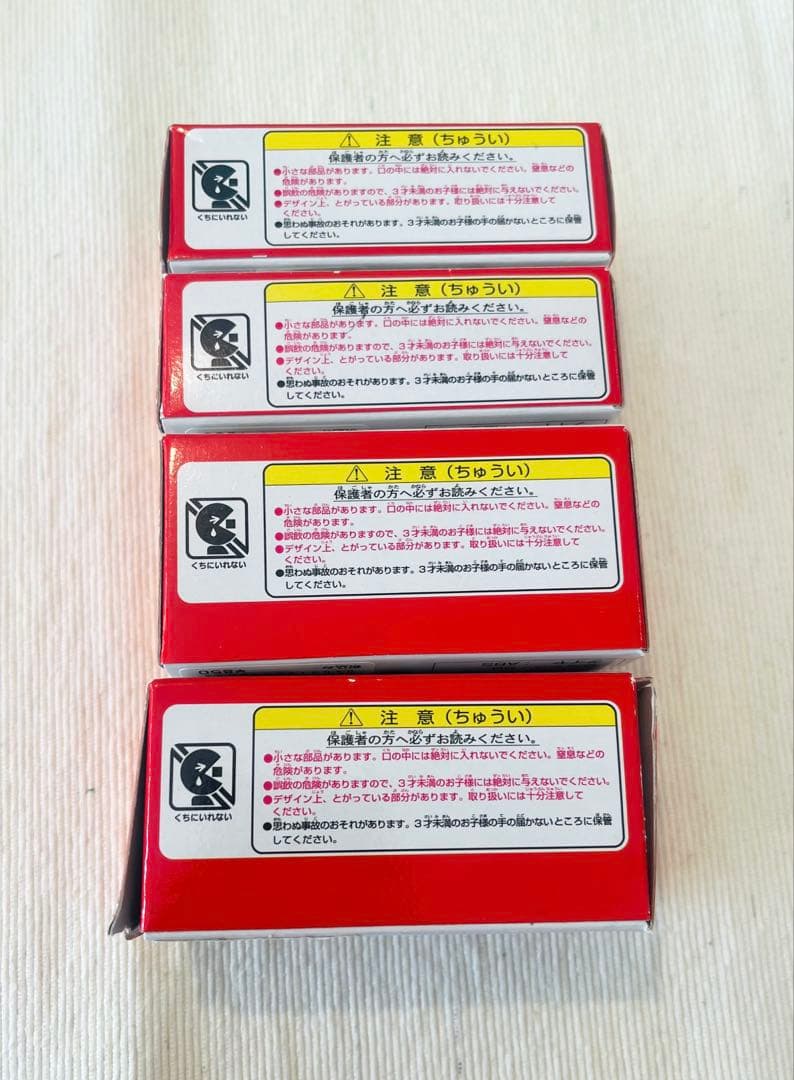 ⚠ 注 意（ちゅうい）
保護者の方へ必ずお読みください。
●小さな部品があります。口の中には絶対に入れないでください。窒息などの
危険があります。
●誤飲の危険がありますので、3才未満のお子様には絶対に与えないでください。
●デザイン上、とがっている部分があります。取り扱いには十分注意して
ください。
●思わぬ事故のおそれがあります。3才未満のお子様の手の届かないところに保管
してください。
くちにいれない
⚠ 注 意（ちゅうい）
保護者の方へ必ずお読みください。
●小さな部品があります。口の中には絶対に入れないでください。窒息などの
危険があります。
●誤飲の危険がありますので、3才未満のお子様には絶対に与えないでください。
●デザイン上、とがっている部分があります。取り扱いには十分注意して
ください。
●思わぬ事故のおそれがあります。3才未満のお子様の手の届かないところに保管
してください。
くちにいれない
⚠ 注 意（ちゅうい）
保護者の方へ必ずお読みください。
●小さな部品があります。口の中には絶対に入れないでください。窒息などの
危険があります。
●誤飲の危険がありますので、3才未満のお子様には絶対に与えないでください。
●デザイン上、とがっている部分があります。取り扱いには十分注意して
ください。
●思わぬ事故のおそれがあります。3才未満のお子様の手の届かないところに保管
してください。
くちにいれない
⚠ 注 意（ちゅうい）
保護者の方へ必ずお読みください。
●小さな部品があります。口の中には絶対に入れないでください。窒息などの
危険があります。
●誤飲の危険がありますので、3才未満のお子様には絶対に与えないでください。
●デザイン上、とがっている部分があります。取り扱いには十分注意して
ください。
●思わぬ事故のおそれがあります。3才未満のお子様の手の届かないところに保管
してください。
くちにいれない